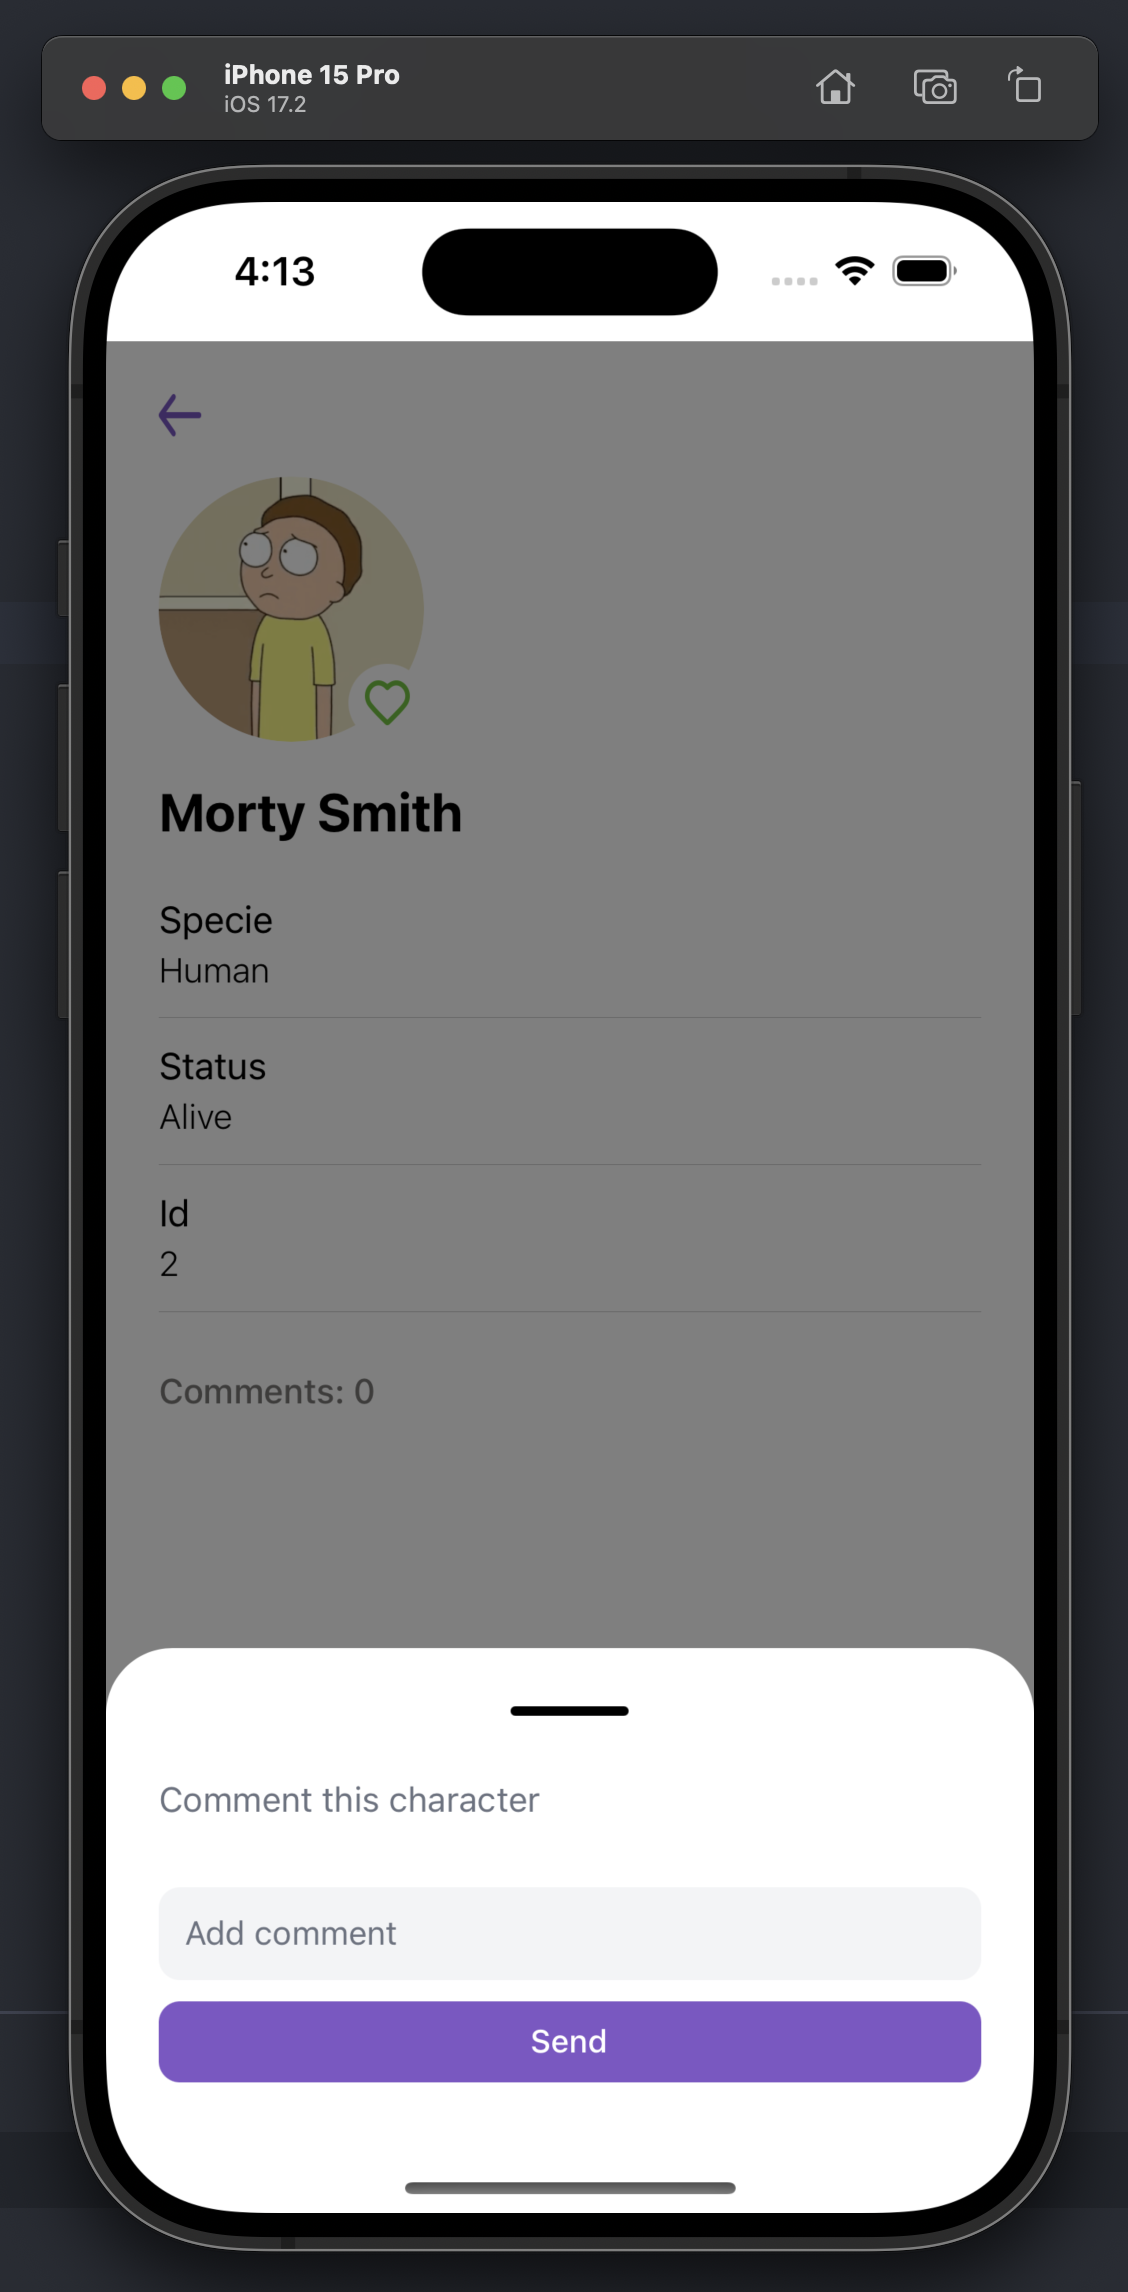 iPhone 15 Pro
iOS 17.2
4:13
Morty Smith
Specie
Human
Status
Alive
Id
2
Comments: 0
Comment this character
Add comment
Send